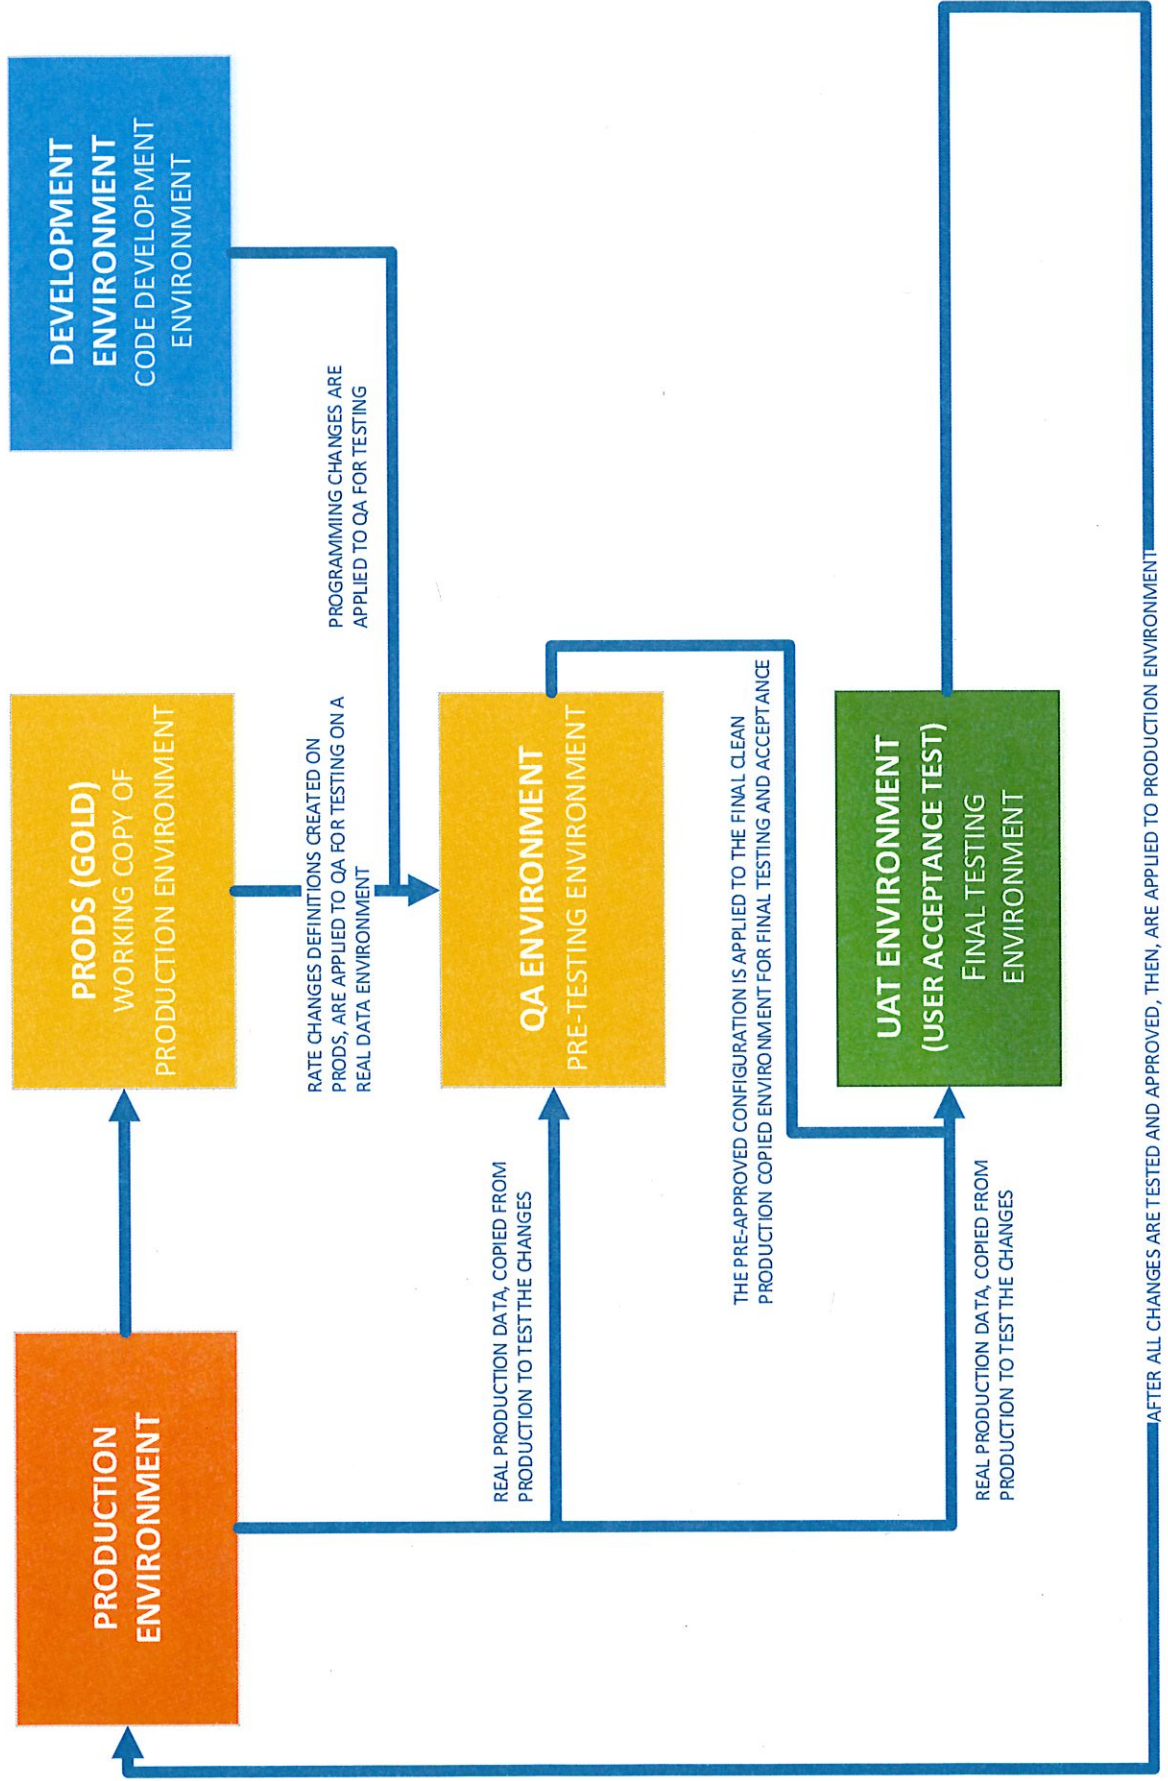 PRODUCTION
ENVIRONMENT
PRODS (GOLD)
WORKING COPY OF
PRODUCTION ENVIRONMENT
DEVELOPMENT
ENVIRONMENT
CODE DEVELOPMENT
ENVIRONMENT
RATE CHANGES DEFINITIONS CREATED ON
PRODS, ARE APPLIED TO QA FOR TESTING ON A
REAL DATA ENVIRONMENT
PROGRAMMING CHANGES ARE
APPLIED TO QA FOR TESTING
REAL PRODUCTION DATA, COPIED FROM
PRODUCTION TO TEST THE CHANGES
QA ENVIRONMENT
PRE-TESTING ENVIRONMENT
THE PRE-APPROVED CONFIGURATION IS APPLIED TO THE FINAL CLEAN
PRODUCTION COPIED ENVIRONMENT FOR FINAL TESTING AND ACCEPTANCE
UAT ENVIRONMENT
(USER ACCEPTANCE TEST)
FINAL TESTING
ENVIRONMENT
REAL PRODUCTION DATA, COPIED FROM
PRODUCTION TO TEST THE CHANGES
AFTER ALL CHANGES ARE TESTED AND APPROVED, THEN, ARE APPLIED TO PRODUCTION ENVIRONMENT